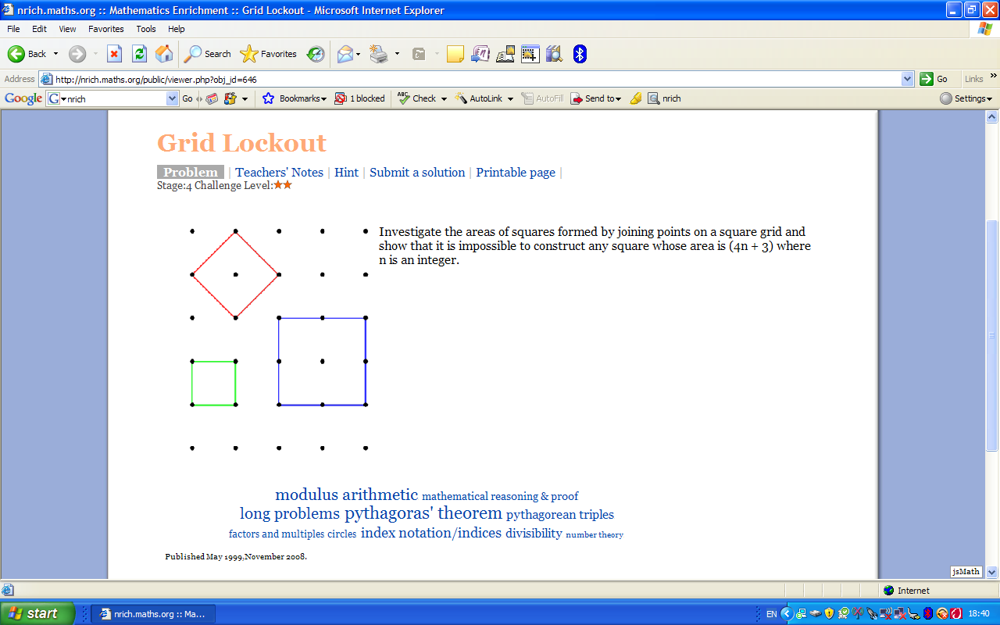 nrich.maths.org :: Mathematics Enrichment :: Grid Lockout - Microsoft Internet Explorer
File Edit View Favorites Tools Help
Back Search Favorites
Address http://nrich.maths.org/public/viewer.php?obj_id=646 Go Links »
Google G nrich Go Bookmarks 1 blocked ABC Check AutoLink AutoFill Send to nrich Settings
Grid Lockout
Problem | Teachers' Notes | Hint | Submit a solution | Printable page |
Stage:4 Challenge Level:
Investigate the areas of squares formed by joining points on a square grid and
show that it is impossible to construct any square whose area is (4n + 3) where
n is an integer.
modulus arithmetic mathematical reasoning & proof
long problems pythagoras' theorem pythagorean triples
factors and multiples circles index notation/indices divisibility number theory
Published May 1999,November 2008.
jsMath
Internet
start nrich.maths.org :: Ma... EN 18:40